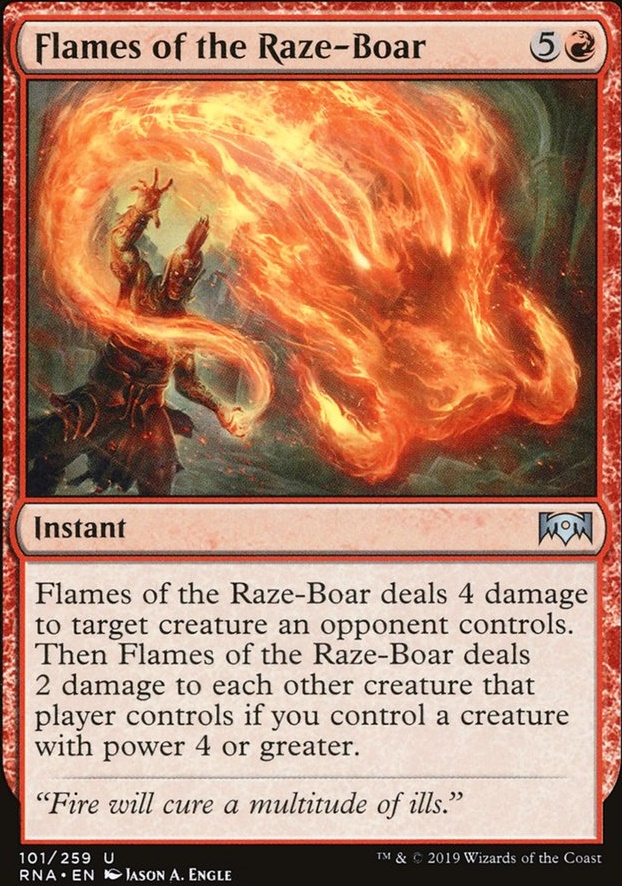 Flames of the Raze-Boar 5
Instant
Flames of the Raze-Boar deals 4 damage
to target creature an opponent controls.
Then Flames of the Raze-Boar deals
2 damage to each other creature that
player controls if you control a creature
with power 4 or greater.
“Fire will cure a multitude of ills.”
101/259 U
RNA • EN Jason A. Engle
™ & © 2019 Wizards of the Coast